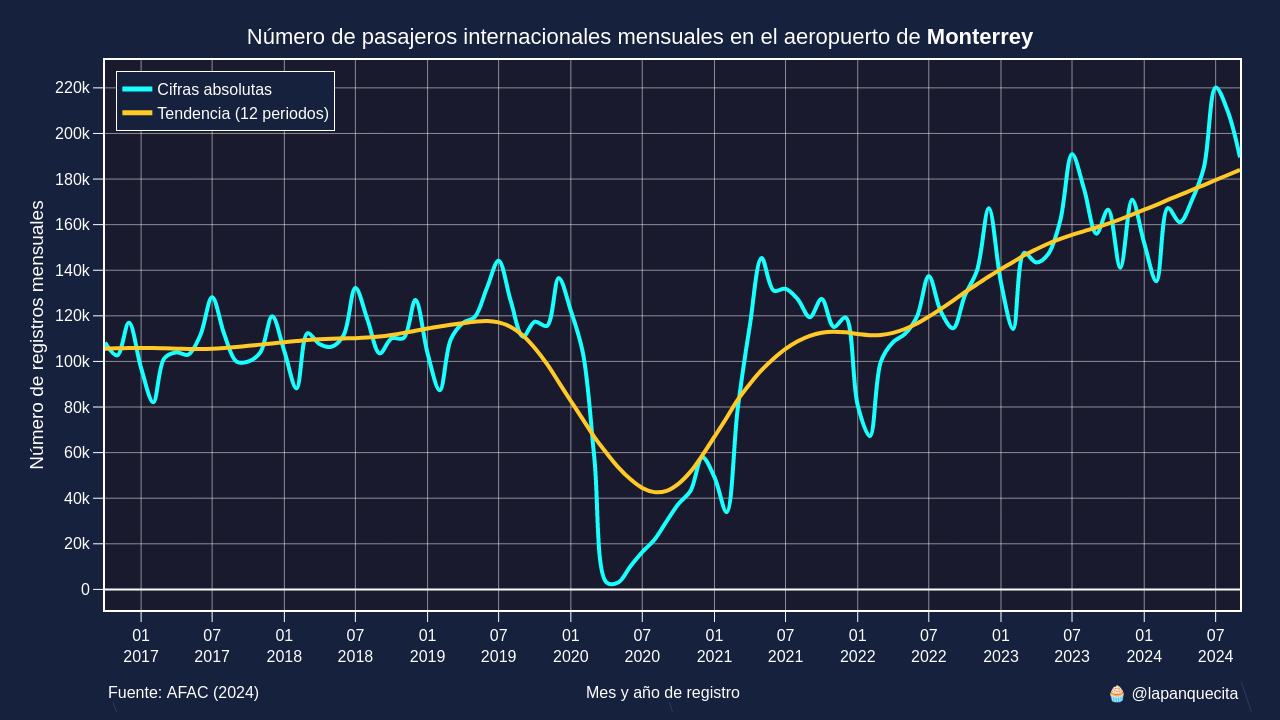 Número de pasajeros internacionales mensuales en el aeropuerto de Monterrey
Cifras absolutas
Tendencia (12 periodos)
Número de registros mensuales
220k
200k
180k
160k
140k
120k
100k
80k
60k
40k
20k
0
01 07 01 07 01 07 01 07 01 07 01 07 01 07 01 07
2017 2017 2018 2018 2019 2019 2020 2020 2021 2021 2022 2022 2023 2023 2024 2024
Fuente: AFAC (2024) Mes y año de registro 🧁 @lapanquecita